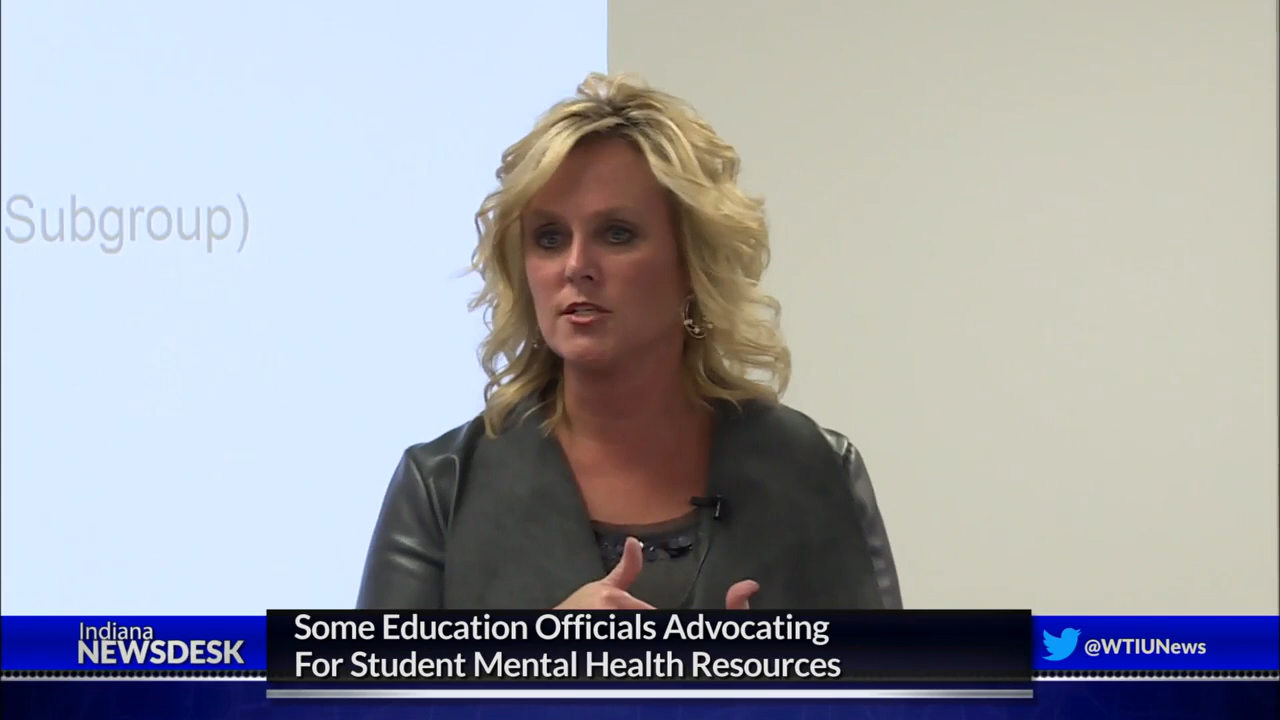 Subgroup)
Indiana
NEWSDESK
Some Education Officials Advocating
For Student Mental Health Resources
@WTIUNews